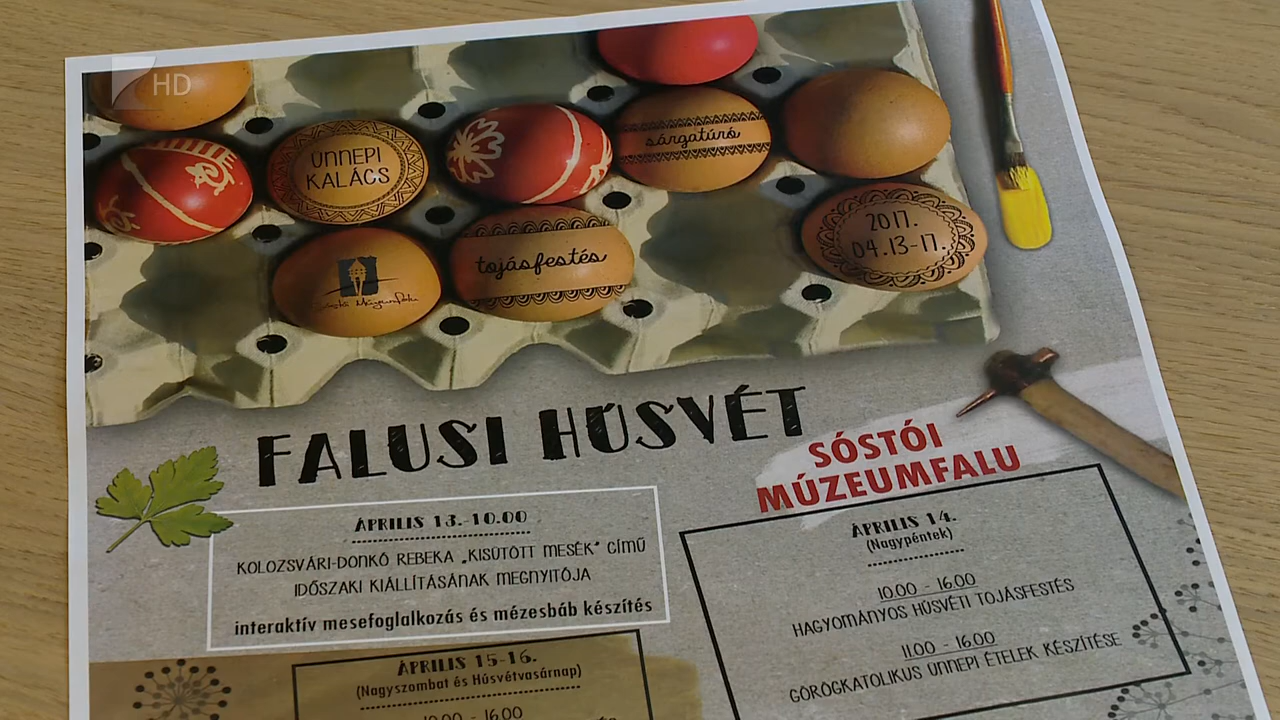 HD
ÜNNEPI
KALÁCS
sárgatúró
tojásfestés
2017.
04.13-17.
Sóstói Múzeumfalu
FALUSI HÚSVÉT
SÓSTÓI
MÚZEUMFALU
ÁPRILIS 13.-10.00
KOLOZSVÁRI-DONKÓ REBEKA „KISÜTÖTT MESÉK" CÍMŰ
IDŐSZAKI KIÁLLÍTÁSÁNAK MEGNYITÓJA
interaktív mesefoglalkozás és mézesbáb készítés
ÁPRILIS 14.
(Nagypéntek)
10.00 - 16.00
HAGYOMÁNYOS HÚSVÉTI TOJÁSFESTÉS
11.00 - 16.00
GÖRÖGKATOLIKUS ÜNNEPI ÉTELEK KÉSZÍTÉSE
ÁPRILIS 15-16.
(Nagyszombat és Húsvétvasárnap)
10.00 - 16.00